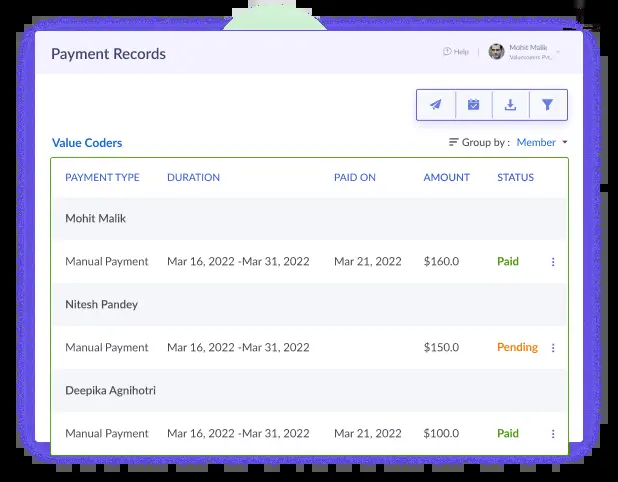 Payment Records
Help
Mohit Malik
Valuecoders Pvt..
Value Coders
Group by : Member
PAYMENT TYPE DURATION PAID ON AMOUNT STATUS
Mohit Malik
Manual Payment Mar 16, 2022 -Mar 31, 2022 Mar 21, 2022 $160.0 Paid
Nitesh Pandey
Manual Payment Mar 16, 2022 -Mar 31, 2022 $150.0 Pending
Deepika Agnihotri
Manual Payment Mar 16, 2022 -Mar 31, 2022 Mar 21, 2022 $100.0 Paid